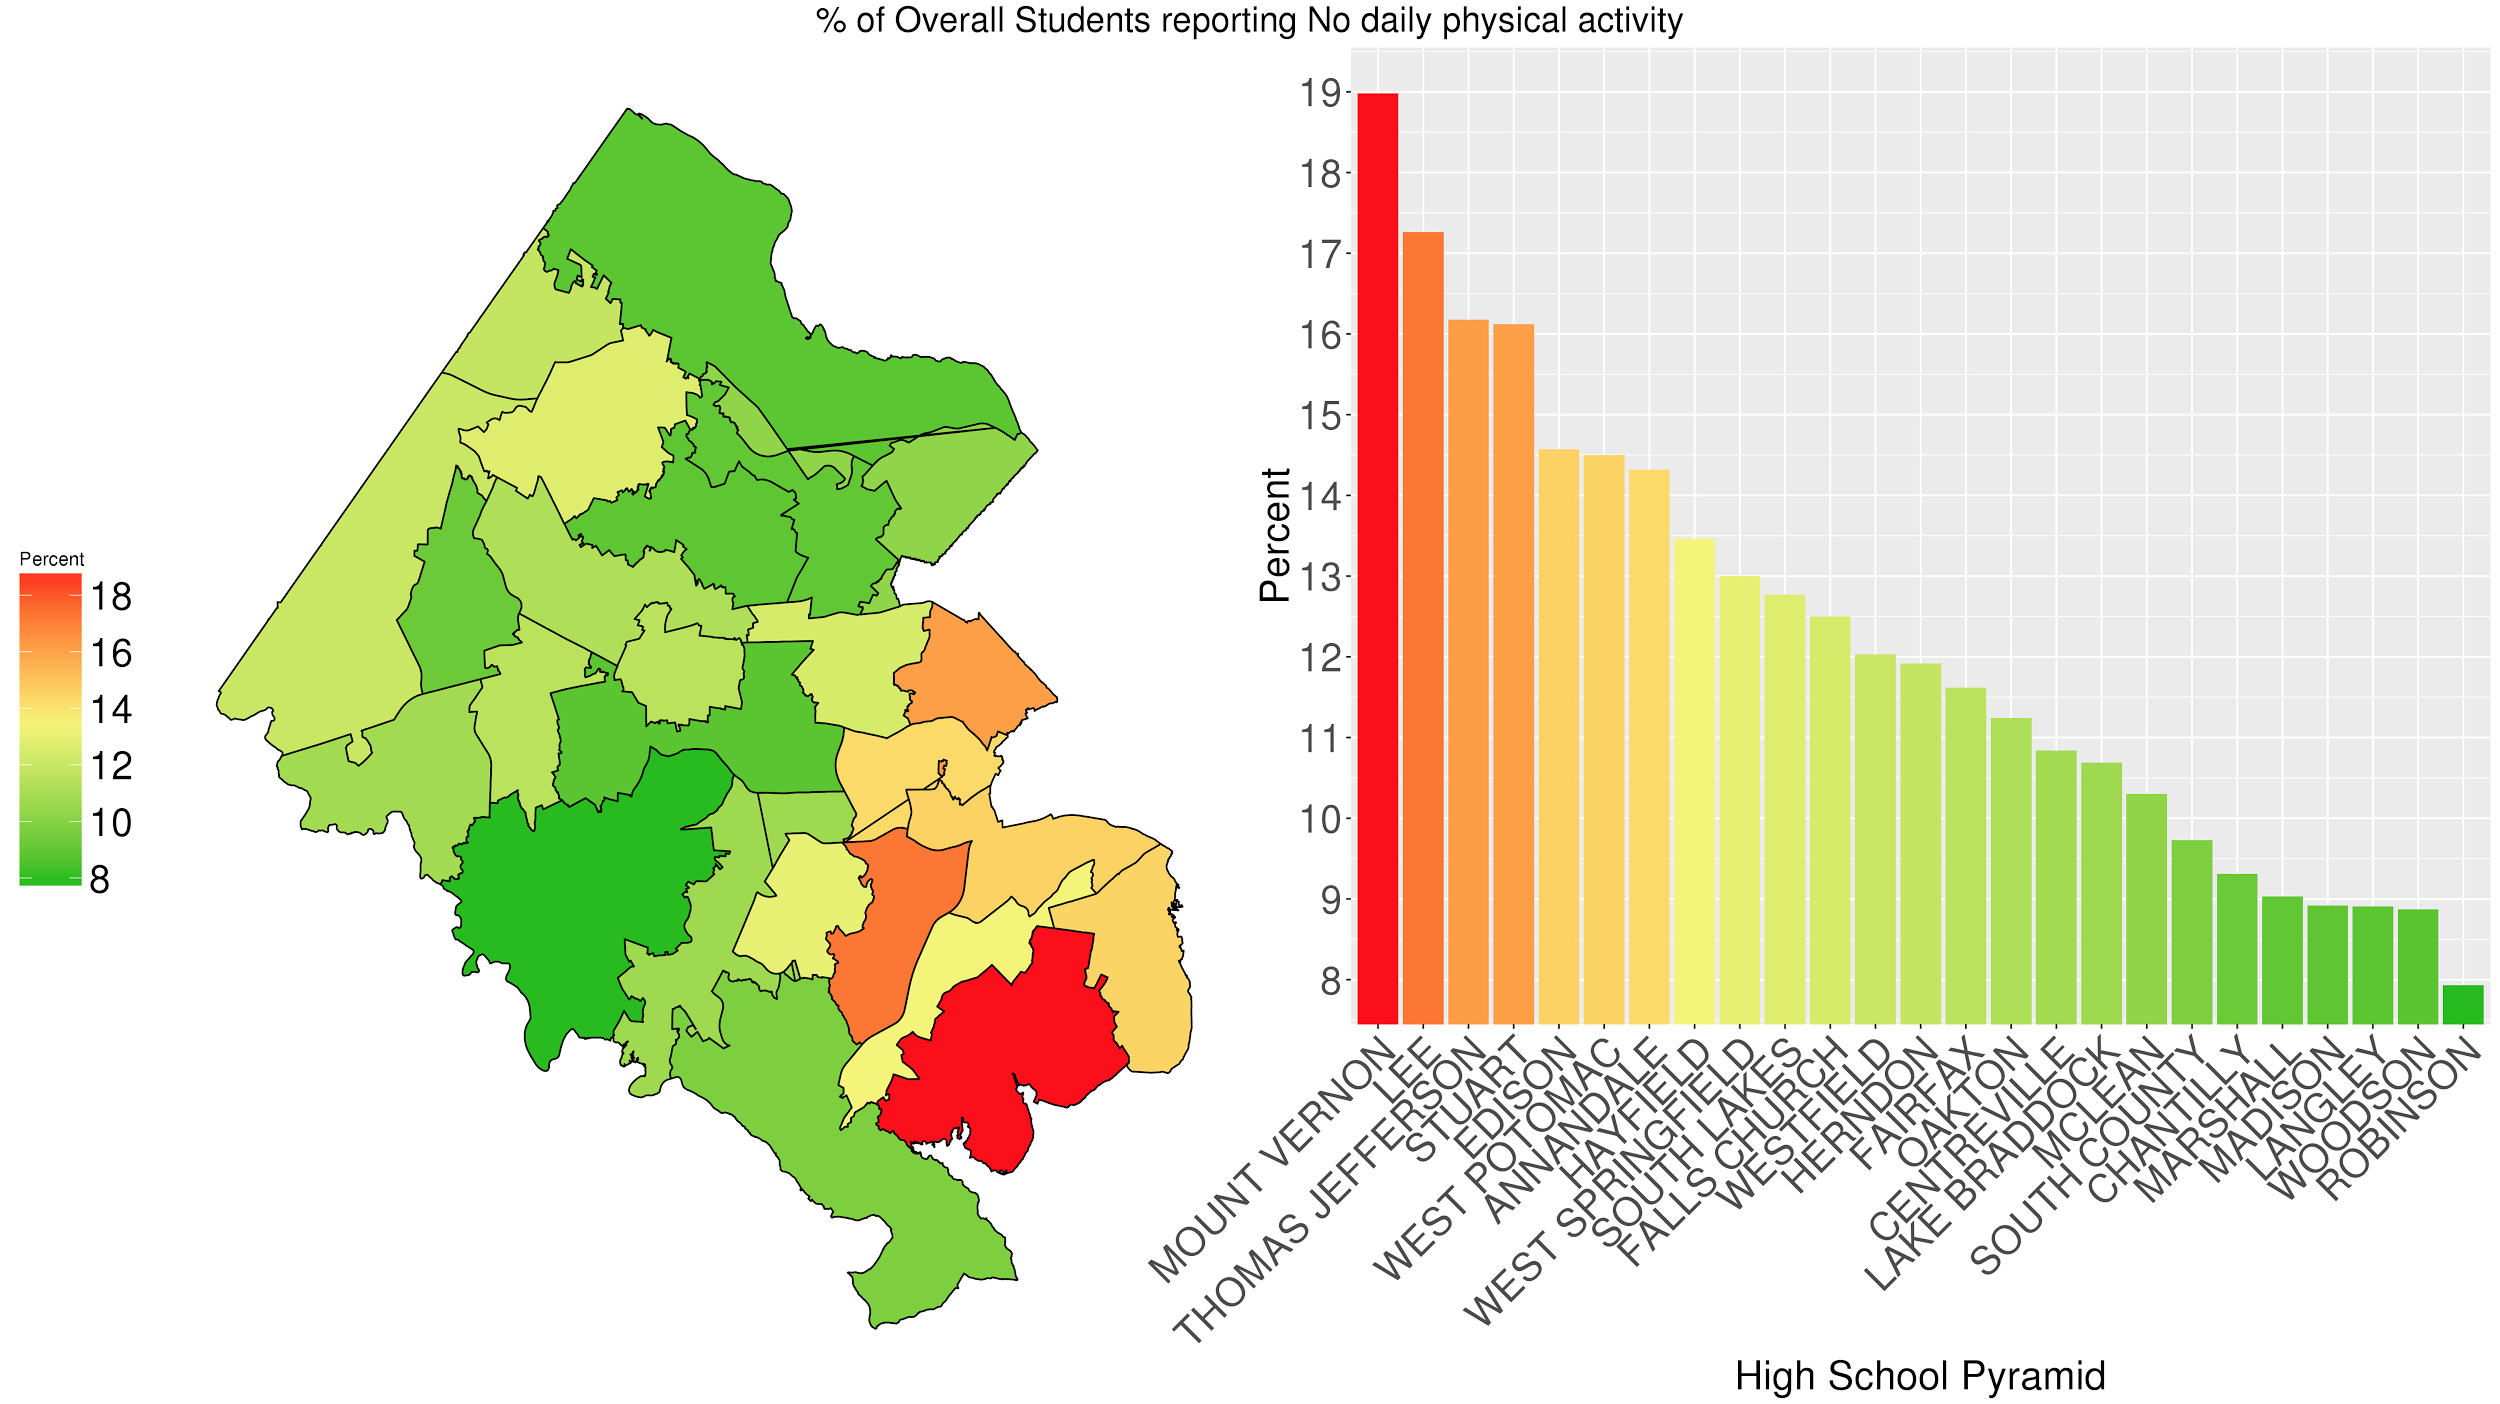 % of Overall Students reporting No daily physical activity
Percent
18
16
14
12
10
8
Percent
19
18
17
16
15
14
13
12
11
10
9
8
MOUNT VERNON
LEE
THOMAS JEFFERSON
STUART
EDISON
WEST POTOMAC
ANNANDALE
HAYFIELD
WEST SPRINGFIELD
SOUTH LAKES
FALLS CHURCH
WESTFIELD
HERNDON
FAIRFAX
OAKTON
CENTREVILLE
LAKE BRADDOCK
MCLEAN
SOUTH COUNTY
CHANTILLY
MARSHALL
MADISON
LANGLEY
WOODSON
ROBINSON
High School Pyramid